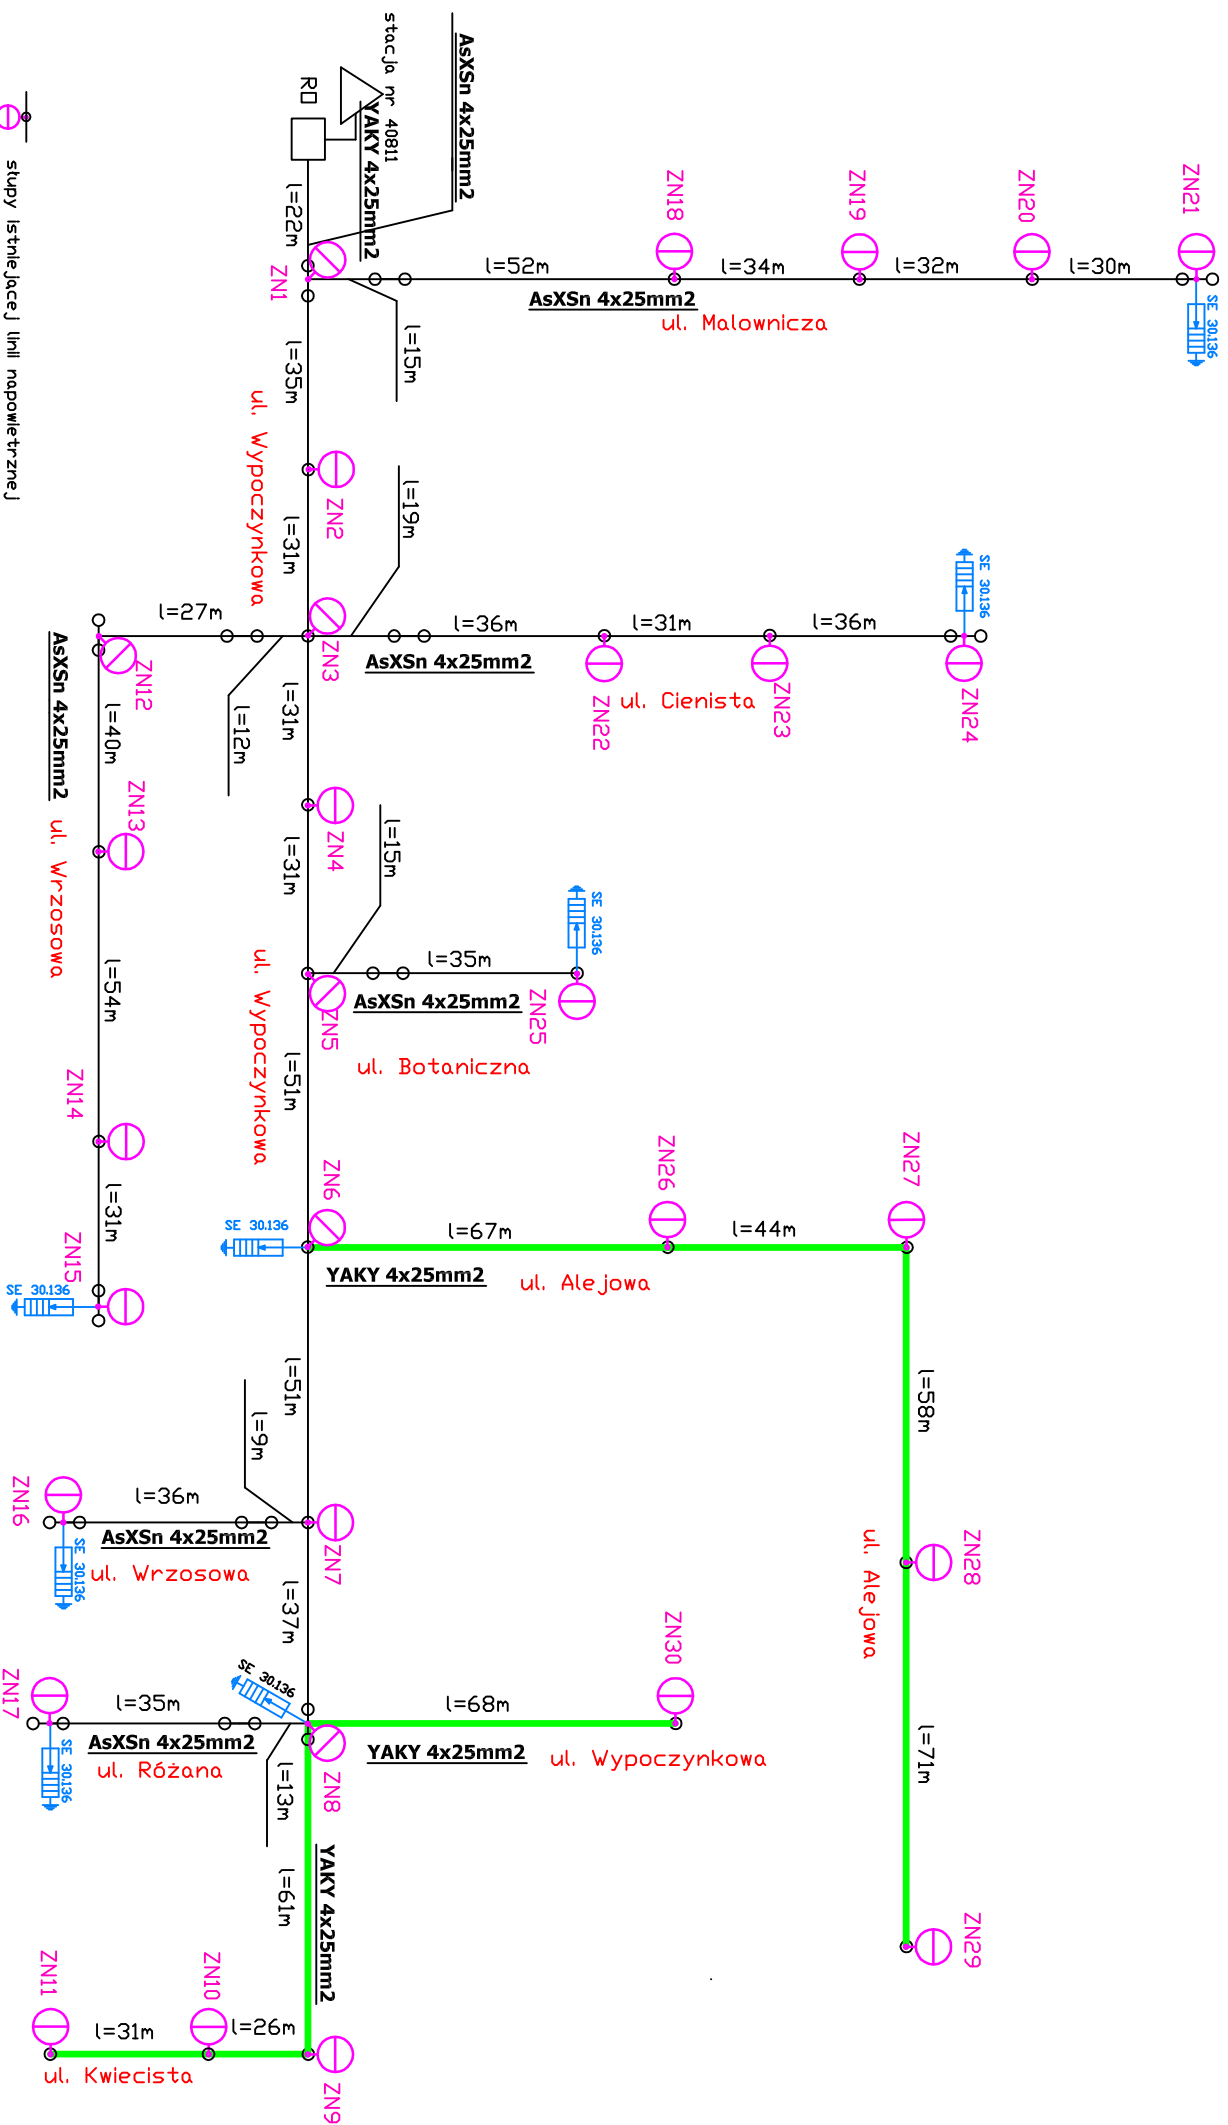 AsXSn 4x25mm2
stacja nr 40811
YAKY 4x25mm2
RO
l=22m
ZN1
l=15m
l=52m
ZN18
l=34m
ZN19
l=32m
ZN20
l=30m
ZN21
SE 30.136
AsXSn 4x25mm2
ul. Malownicza
słupy istniejącej linii napowietrznej
l=35m
ul. Wypoczynkowa
ZN2
l=31m
l=19m
ZN3
l=27m
l=12m
l=36m
l=31m
l=36m
AsXSn 4x25mm2
ul. Cienista
ZN22
ZN23
ZN24
SE 30.136
ZN12
AsXSn 4x25mm2
l=40m
ZN13
ul. Wrzosowa
l=54m
ZN14
l=31m
ZN15
SE 30.136
l=31m
ZN4
l=31m
l=15m
l=35m
SE 30.136
AsXSn 4x25mm2
ZN25
ZN5
ul. Botaniczna
ul. Wypoczynkowa
l=51m
ZN6
SE 30.136
l=67m
ZN26
l=44m
ZN27
YAKY 4x25mm2
ul. Alejowa
l=58m
ZN28
ul. Alejowa
l=71m
ZN29
l=51m
l=9m
ZN7
ZN16
l=36m
AsXSn 4x25mm2
SE 30.136
ul. Wrzosowa
l=37m
ZN30
l=68m
YAKY 4x25mm2
ul. Wypoczynkowa
SE 30.136
ZN8
ZN17
l=35m
AsXSn 4x25mm2
SE 30.136
ul. Różana
l=13m
l=61m
YAKY 4x25mm2
ZN11
ZN10
l=31m
l=26m
ul. Kwiecista
ZN9